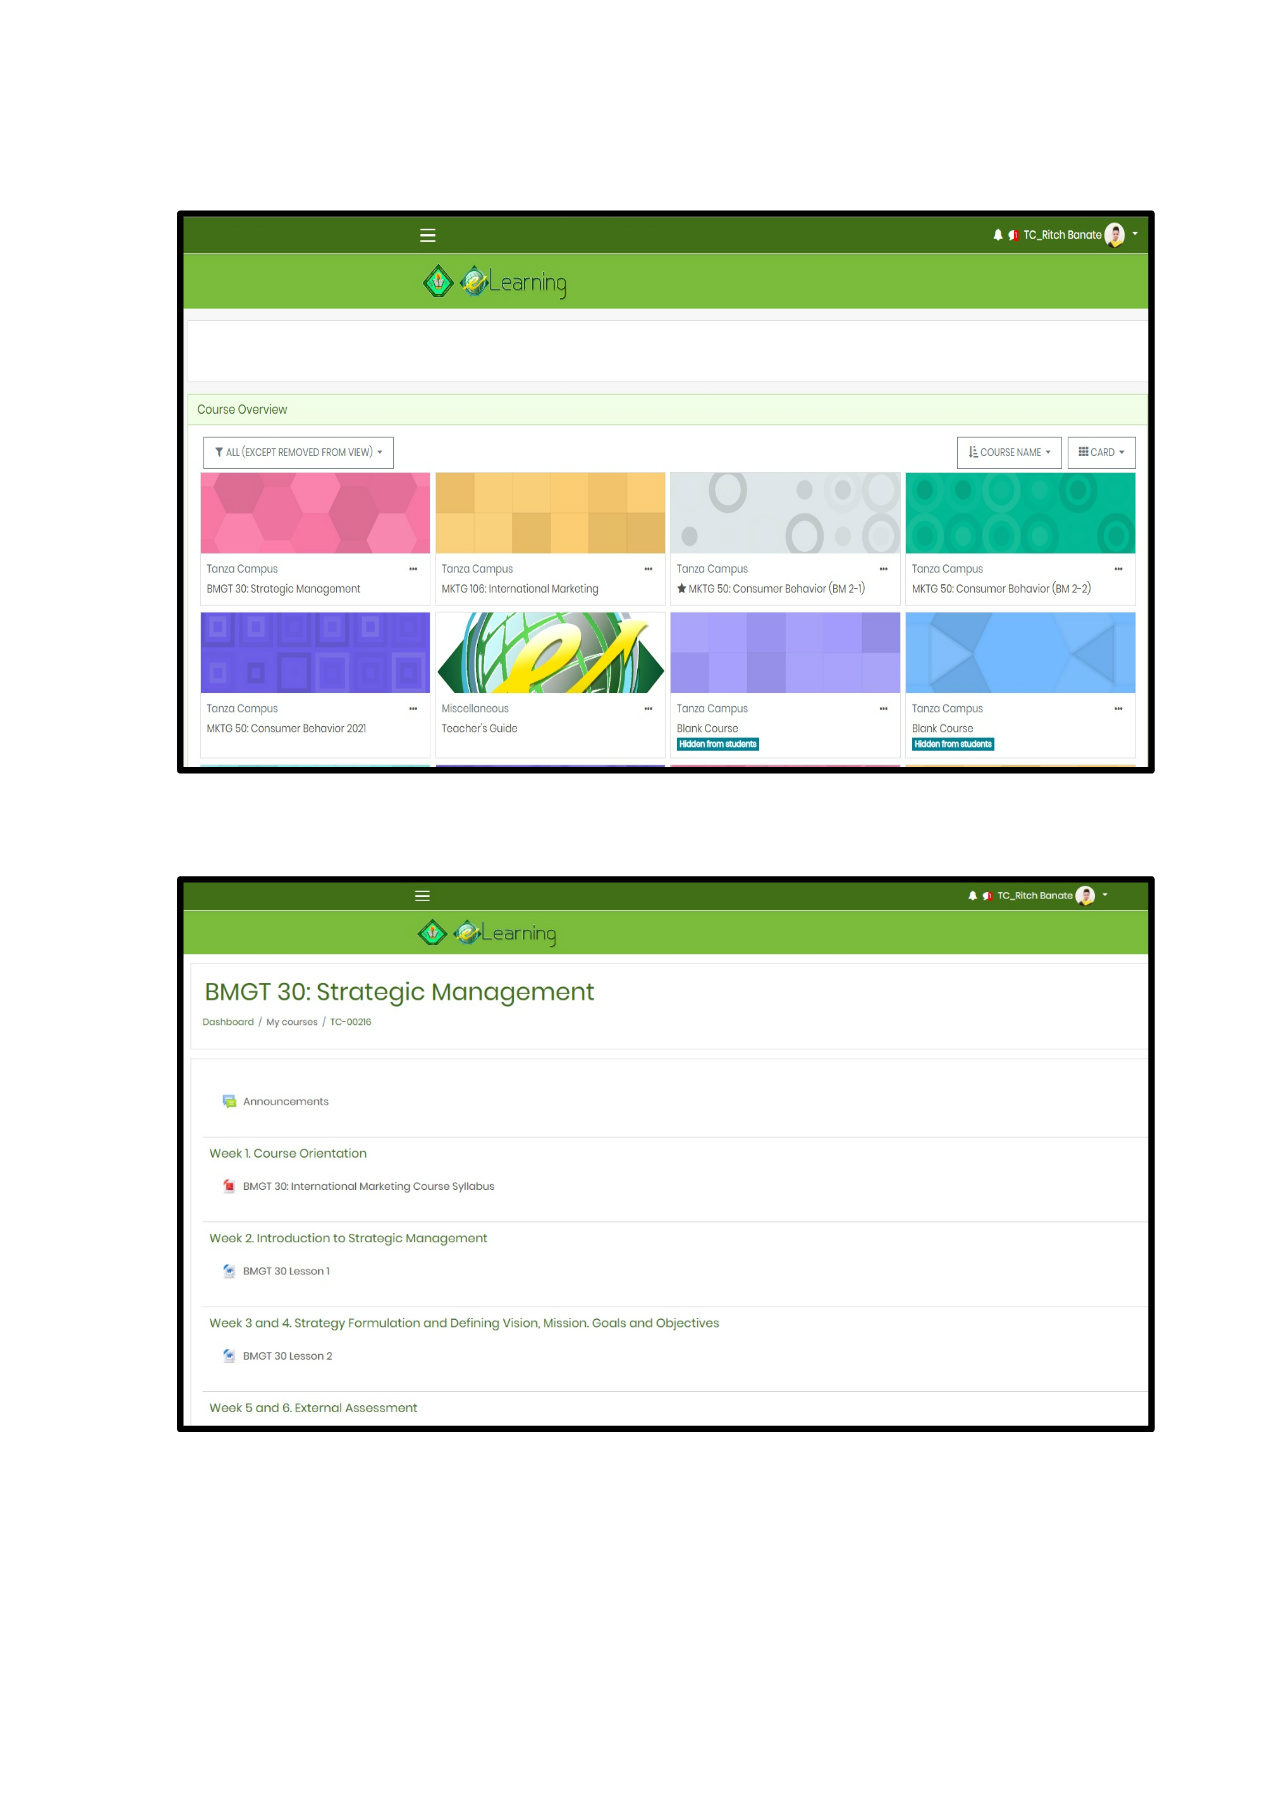 TC_Ritch Banate
eLearning
Course Overview
ALL (EXCEPT REMOVED FROM VIEW)
COURSE NAME
CARD
Tanza Campus
BMGT 30: Strategic Management
Tanza Campus
MKTG 106: International Marketing
Tanza Campus
MKTG 50: Consumer Behavior (BM 2-1)
Tanza Campus
MKTG 50: Consumer Behavior (BM 2-2)
Tanza Campus
MKTG 50: Consumer Behavior 2021
Miscellaneous
Teacher's Guide
Tanza Campus
Blank Course
Hidden from students
Tanza Campus
Blank Course
Hidden from students
TC_Ritch Banate
eLearning
BMGT 30: Strategic Management
Dashboard / My courses / TC-00216
Announcements
Week 1. Course Orientation
BMGT 30: International Marketing Course Syllabus
Week 2. Introduction to Strategic Management
BMGT 30 Lesson 1
Week 3 and 4. Strategy Formulation and Defining Vision, Mission. Goals and Objectives
BMGT 30 Lesson 2
Week 5 and 6. External Assessment